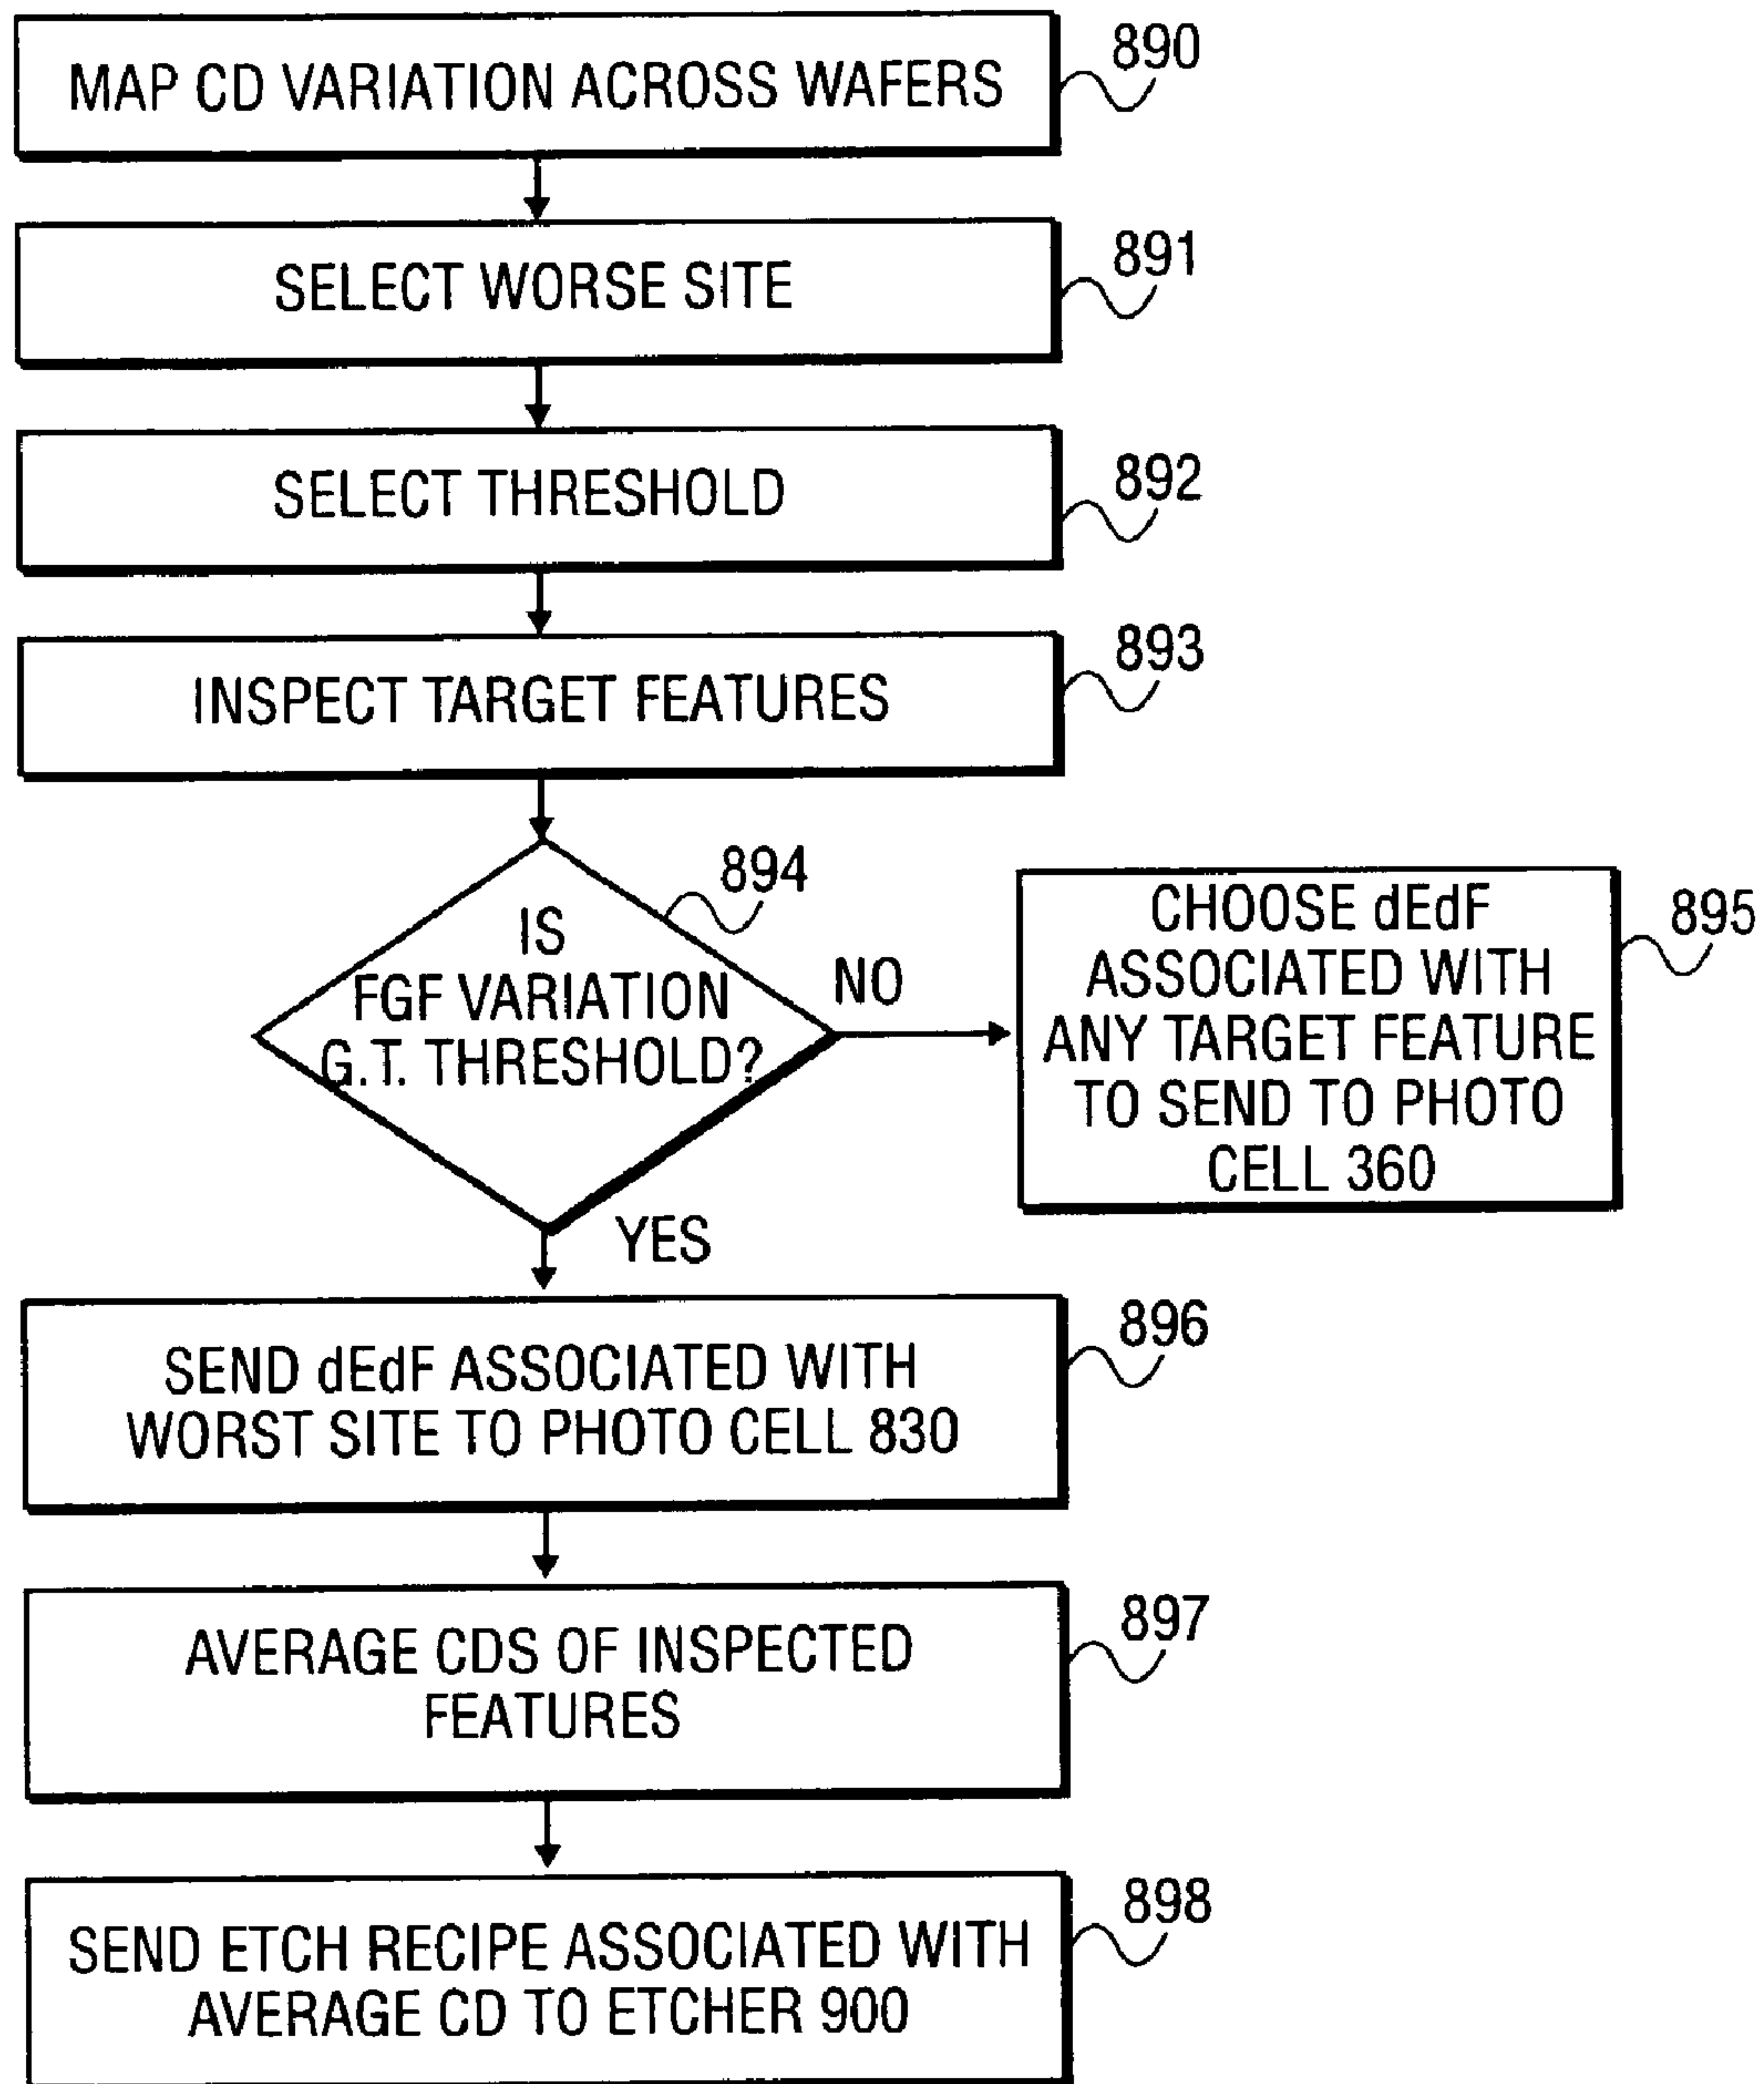 MAP CD VARIATION ACROSS WAFERS
890
SELECT WORSE SITE
891
SELECT THRESHOLD
892
INSPECT TARGET FEATURES
893
894
IS
FGF VARIATION
G.T. THRESHOLD?
NO
CHOOSE dEdF
ASSOCIATED WITH
ANY TARGET FEATURE
TO SEND TO PHOTO
CELL 360
895
YES
SEND dEdF ASSOCIATED WITH
WORST SITE TO PHOTO CELL 830
896
AVERAGE CDS OF INSPECTED
FEATURES
897
SEND ETCH RECIPE ASSOCIATED WITH
AVERAGE CD TO ETCHER 900
898